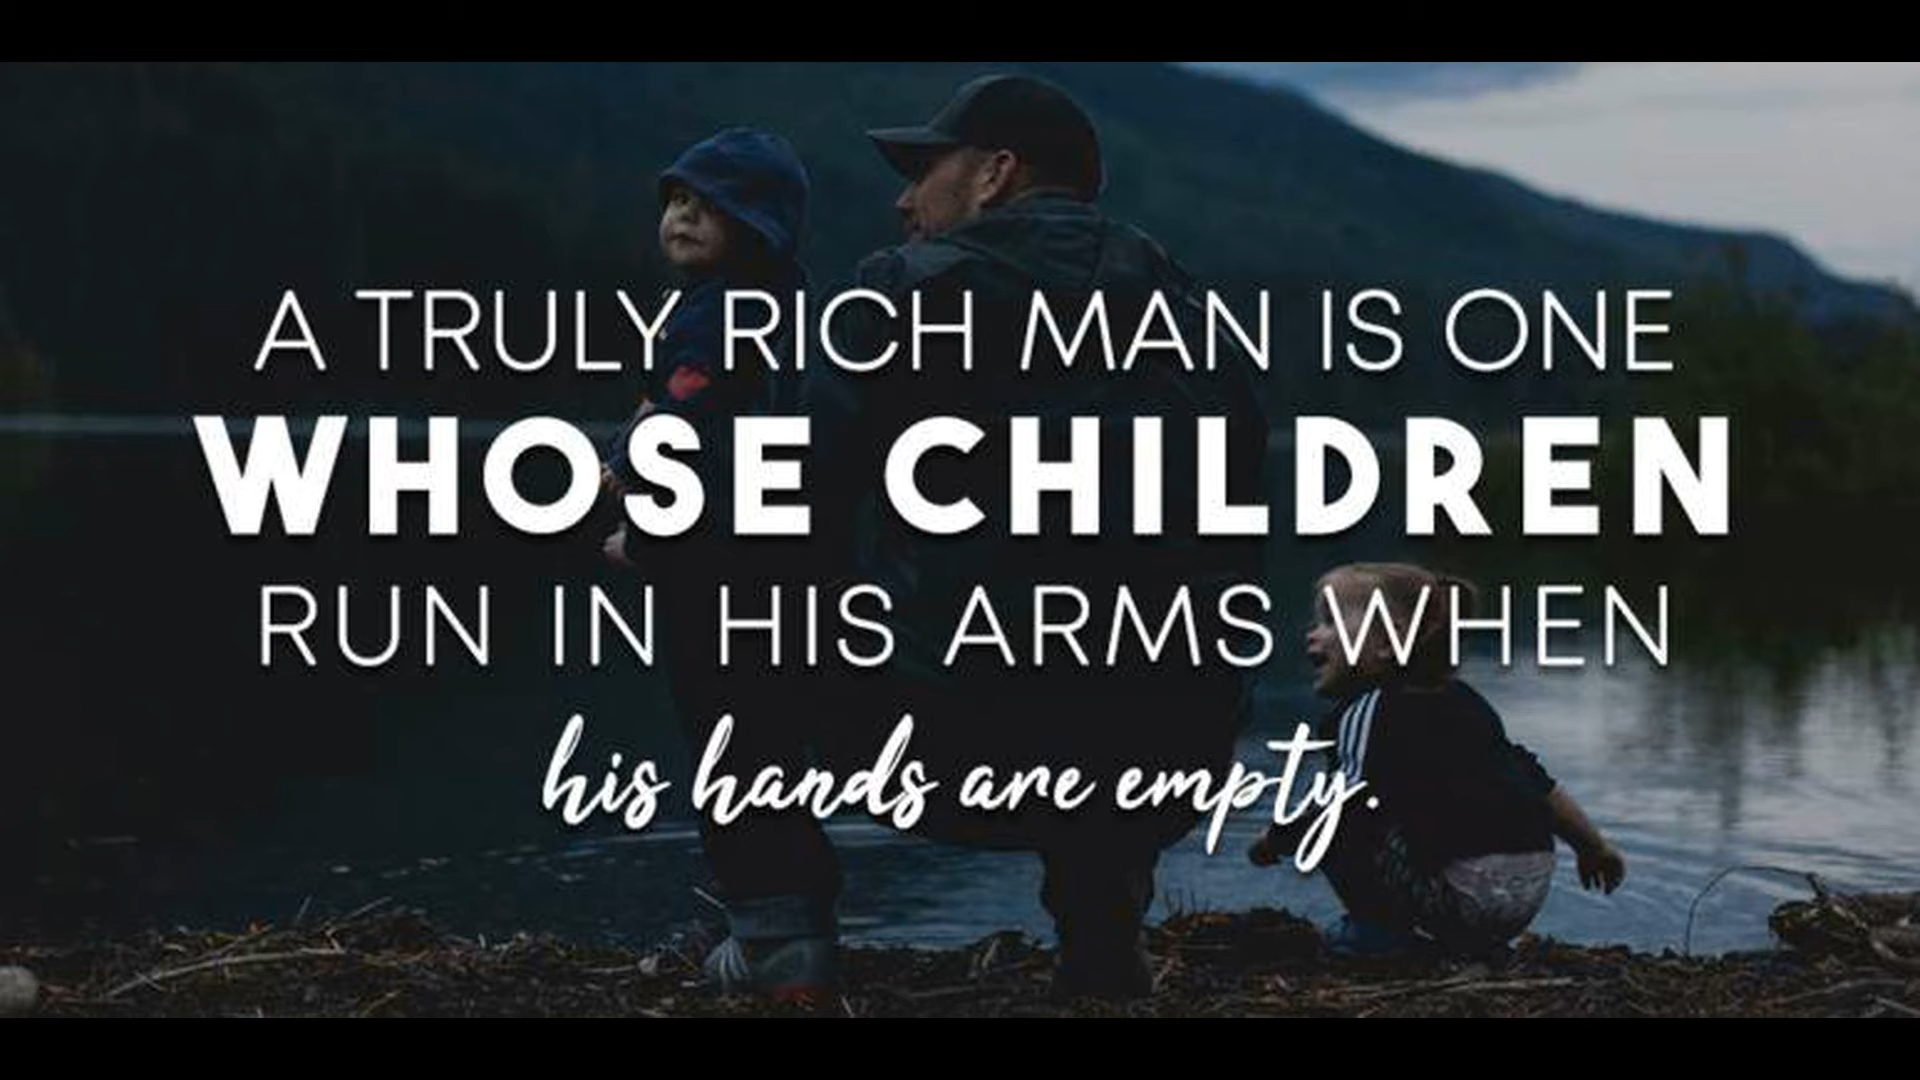 A TRULY RICH MAN IS ONE
WHOSE CHILDREN
RUN IN HIS ARMS WHEN
his hands are empty.